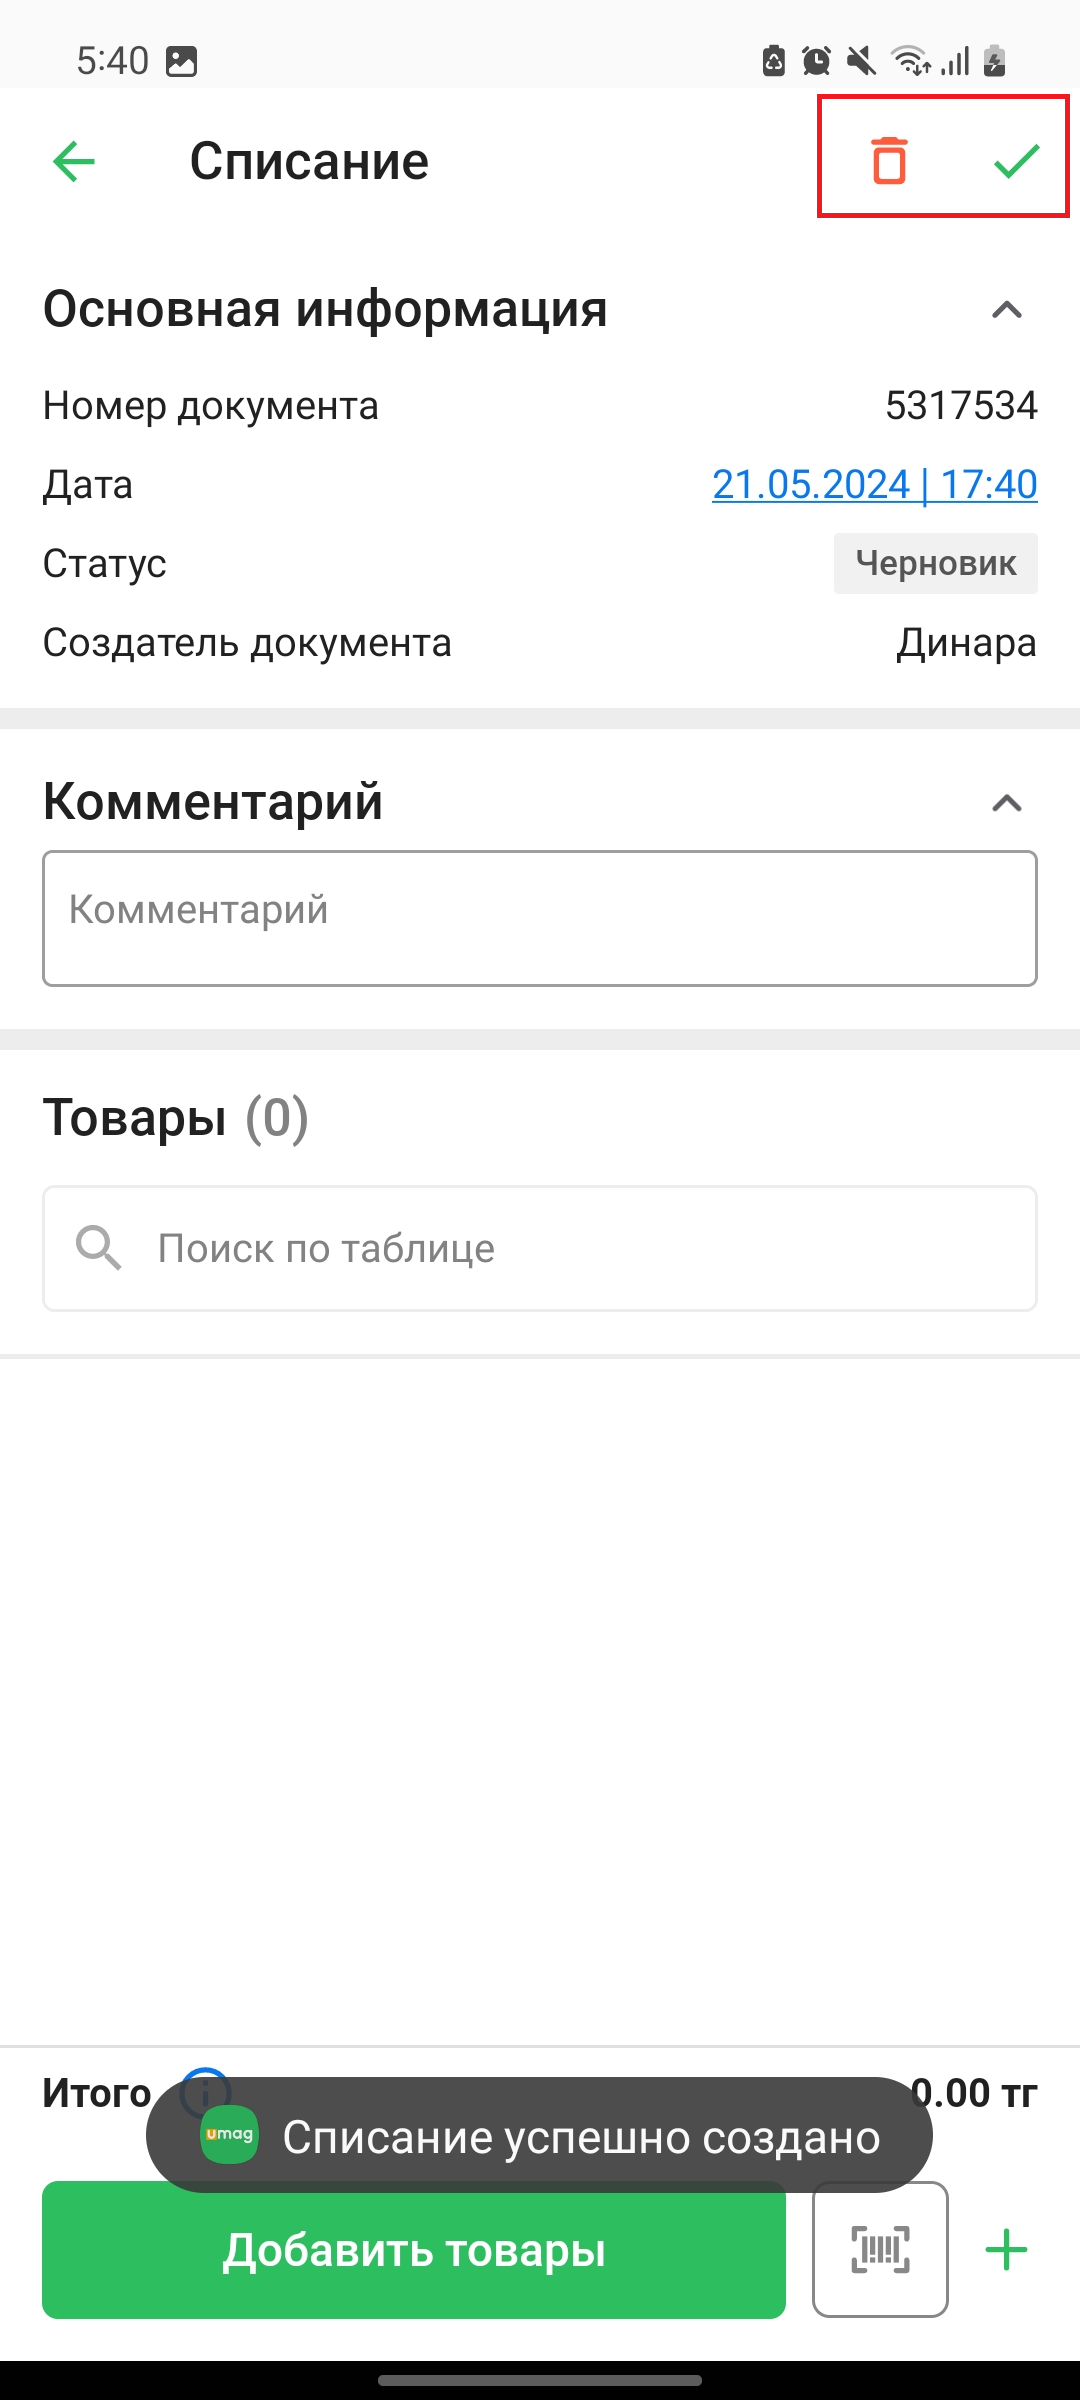 5:40
Списание
Основная информация
Номер документа 5317534
Дата 21.05.2024 | 17:40
Статус Черновик
Создатель документа Динара
Комментарий
Комментарий
Товары (0)
Поиск по таблице
Итого 0.00 тг
umag Списание успешно создано
Добавить товары